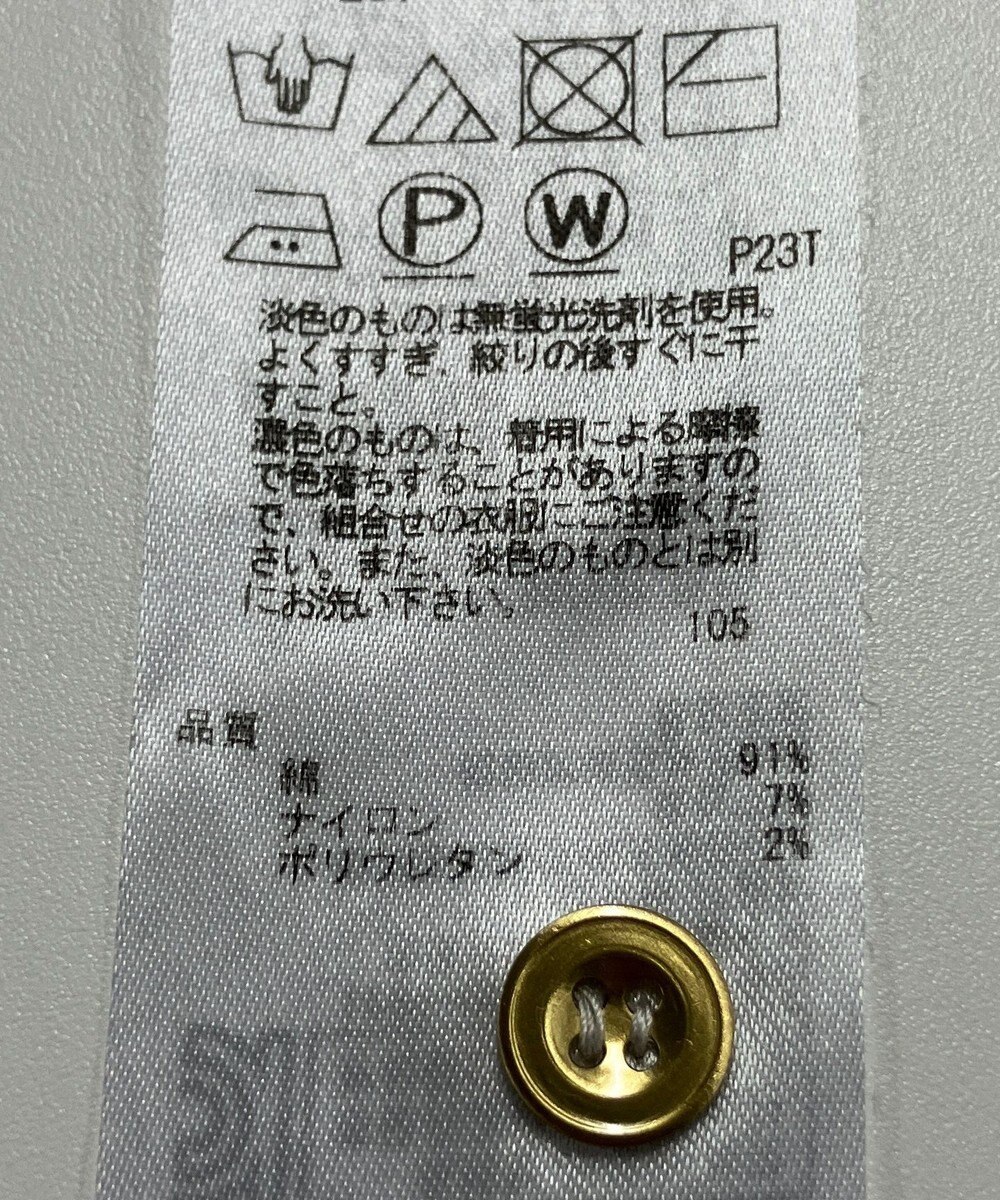 P
W
P23T
淡色のものは無蛍光洗剤を使用。
よくすすぎ、絞りの後すぐに干
すこと。
濃色のものは、着用による摩擦
で色落ちすることがありますの
で、組合せの衣服にご注意くだ
さい。また、淡色のものとは別
にお洗い下さい。
105
品質
綿 91%
ナイロン 7%
ポリウレタン 2%